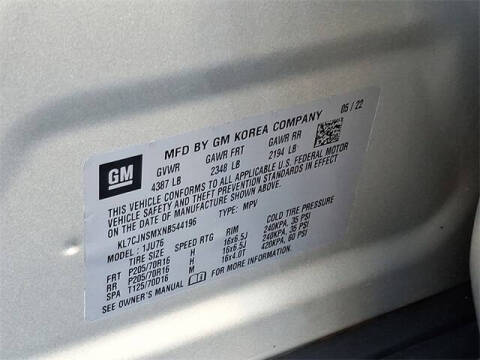 05/22
MFD BY GM KOREA COMPANY
GM
GVWR GAWR FRT GAWR RR
4387 LB 2348 LB 2194 LB
THIS VEHICLE CONFORMS TO ALL APPLICABLE U.S. FEDERAL MOTOR
VEHICLE SAFETY AND THEFT PREVENTION STANDARDS IN EFFECT
ON THE DATE OF MANUFACTURE SHOWN ABOVE.
KL7CJNSMXNB544196 TYPE: MPV
MODEL: 1JU76
TIRE SIZE SPEED RTG RIM COLD TIRE PRESSURE
FRT P205/70R16 H 16x6.5J 240KPA, 35 PSI
RR P205/70R16 H 16x6.5J 240KPA, 35 PSI
SPA T125/70D16 M 16x4.0T 420KPA, 60 PSI
SEE OWNER'S MANUAL